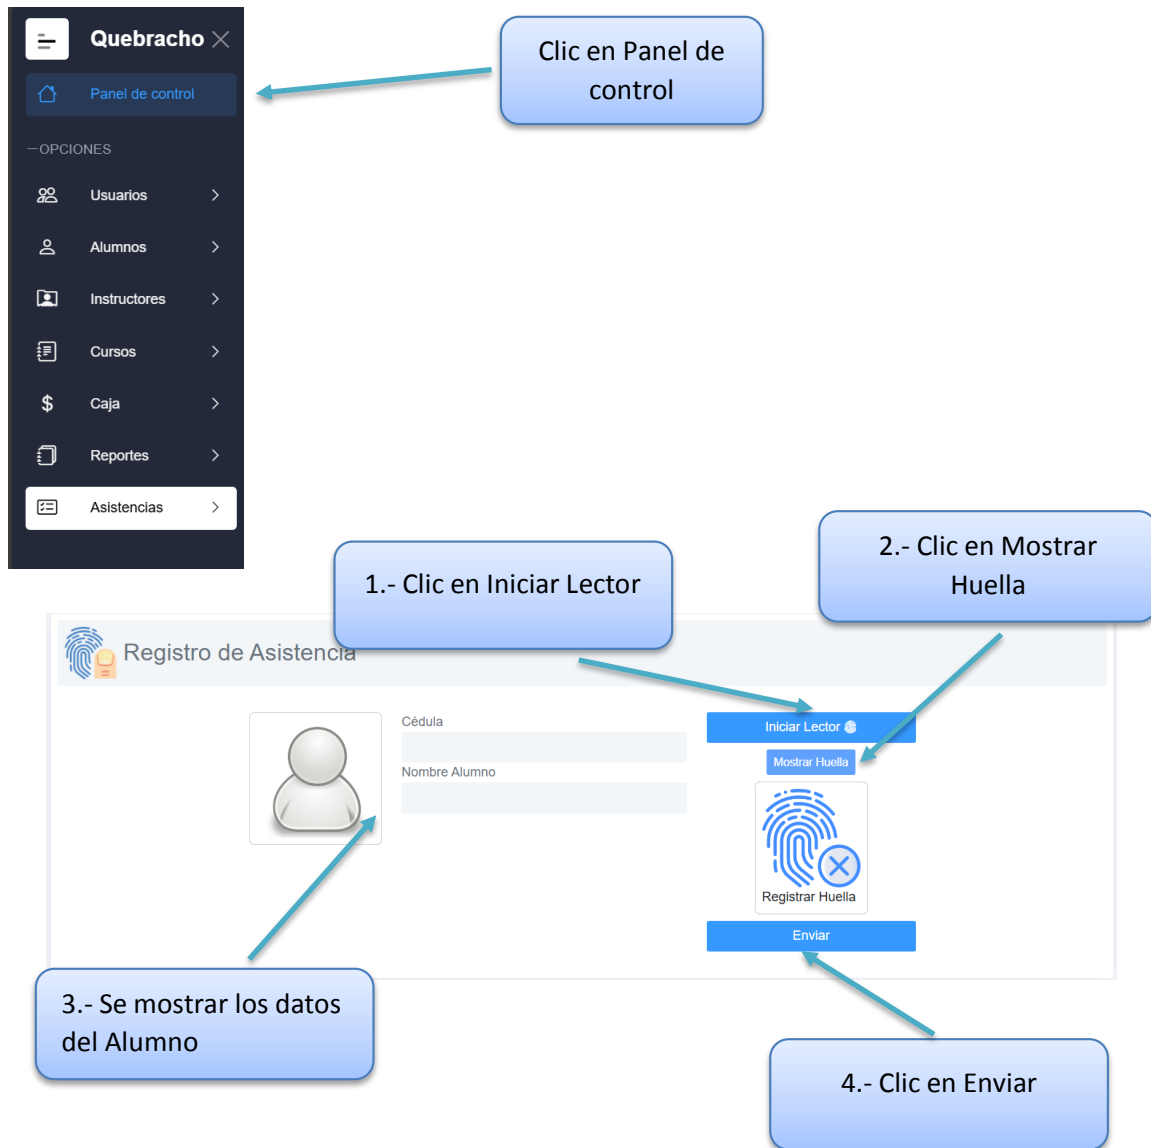 Quebracho
Clic en Panel de
control
Panel de control
—OPCIONES
Usuarios
Alumnos
Instructores
Cursos
$ Caja
Reportes
Asistencias
1.- Clic en Iniciar Lector
2.- Clic en Mostrar
Huella
Registro de Asistencia
Cédula
Nombre Alumno
Iniciar Lector
Mostrar Huella
Registrar Huella
Enviar
3.- Se mostrar los datos
del Alumno
4.- Clic en Enviar